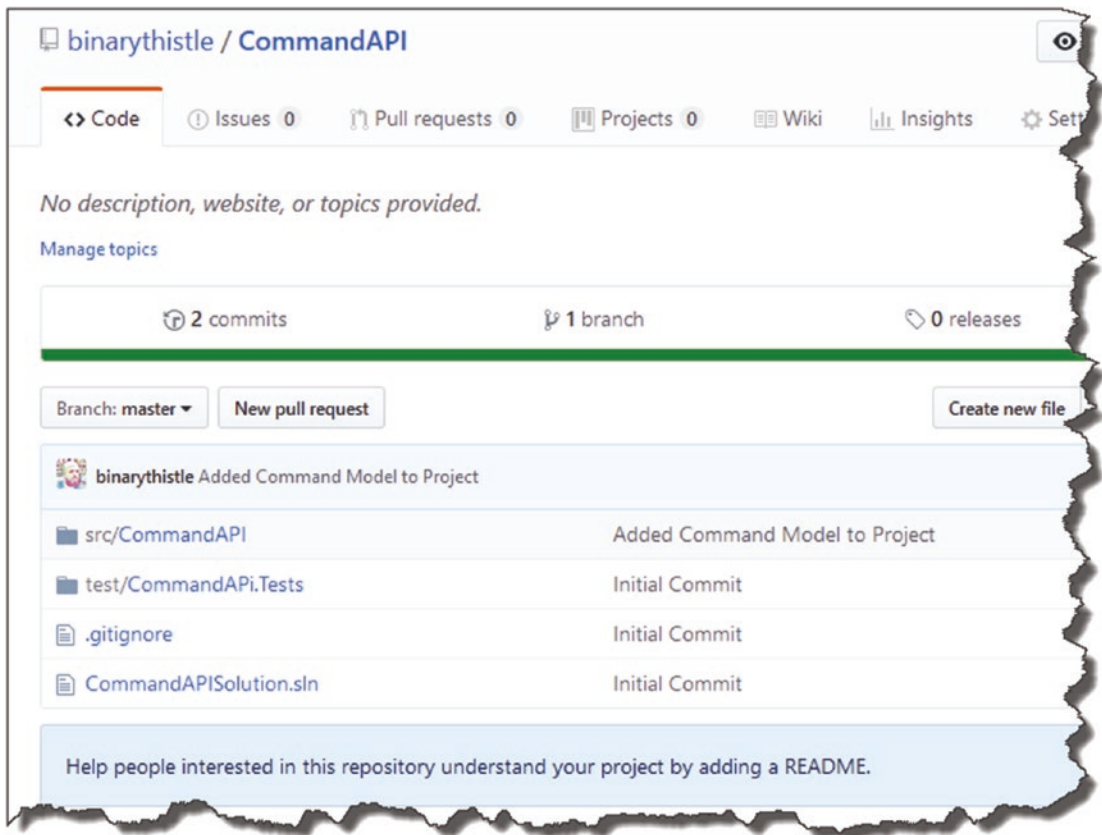 binarythistle / CommandAPI
<> Code Issues 0 Pull requests 0 Projects 0 Wiki Insights Sett
No description, website, or topics provided.
Manage topics
2 commits 1 branch 0 releases
Branch: master New pull request Create new file
binarythistle Added Command Model to Project
src/CommandAPI Added Command Model to Project
test/CommandAPi.Tests Initial Commit
.gitignore Initial Commit
CommandAPISolution.sln Initial Commit
Help people interested in this repository understand your project by adding a README.